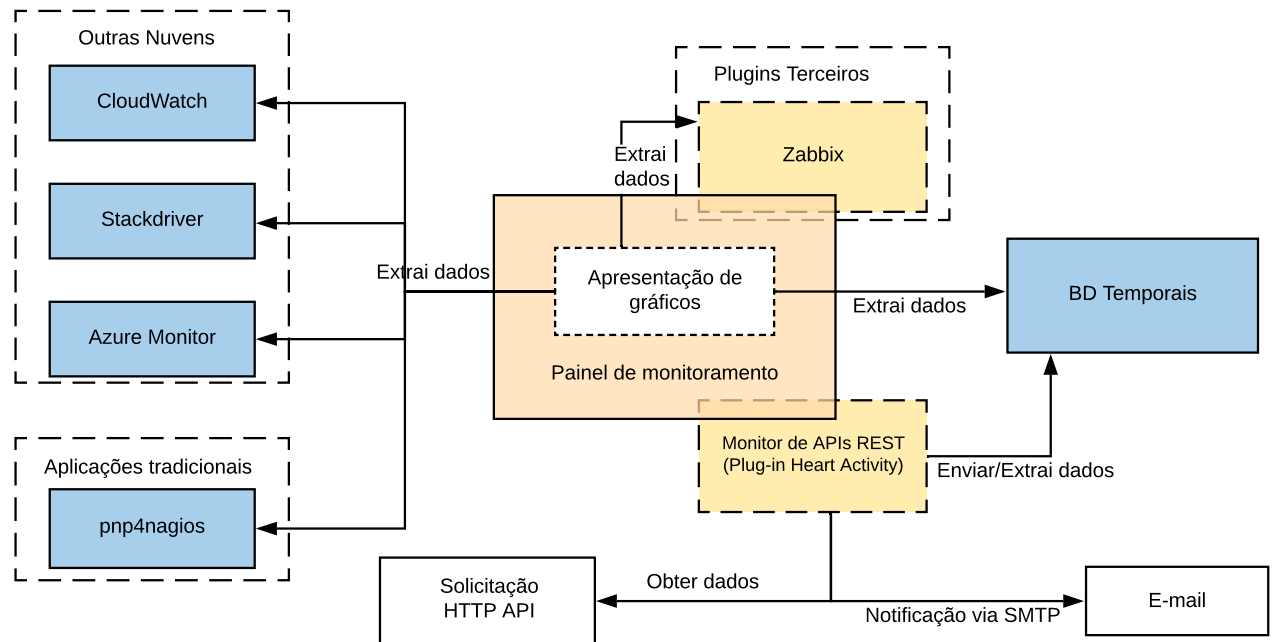 Outras Nuvens
CloudWatch
Stackdriver
Azure Monitor
Aplicações tradicionais
pnp4nagios
Extrai dados
Plugins Terceiros
Zabbix
Extrai
dados
Apresentação de
gráficos
Painel de monitoramento
Extrai dados
BD Temporais
Monitor de APIs REST
(Plug-in Heart Activity)
Enviar/Extrai dados
Solicitação
HTTP API
Obter dados
Notificação via SMTP
E-mail